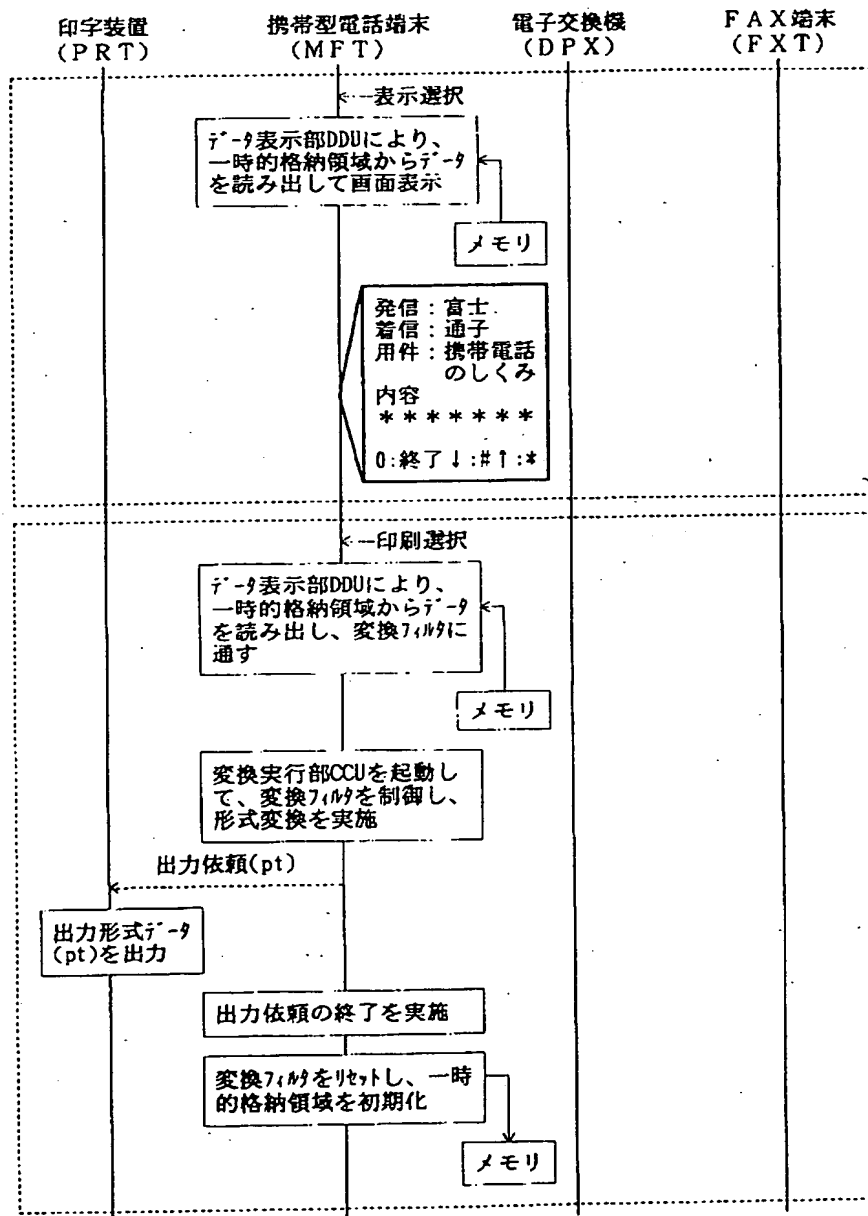 印字装置 携帯型電話端末 電子交換機 FAX端末
(PRT) (MFT) (DPX) (FXT)
表示選択
データ表示部DDUにより、
一時的格納領域からデータ
を読み出して画面表示
メモリ
発信:富士
着信:通子
用件:携帯電話
のしくみ
内容
*******
0:終了↓:#↑:*
印刷選択
データ表示部DDUにより、
一時的格納領域からデータ
を読み出し、変換フィルタに
通す
メモリ
変換実行部CCUを起動し
て、変換フィルタを制御し、
形式変換を実施
出力依頼(pt)
出力形式データ
(pt)を出力
出力依頼の終了を実施
変換フィルタをリセットし、一時
的格納領域を初期化
メモリ